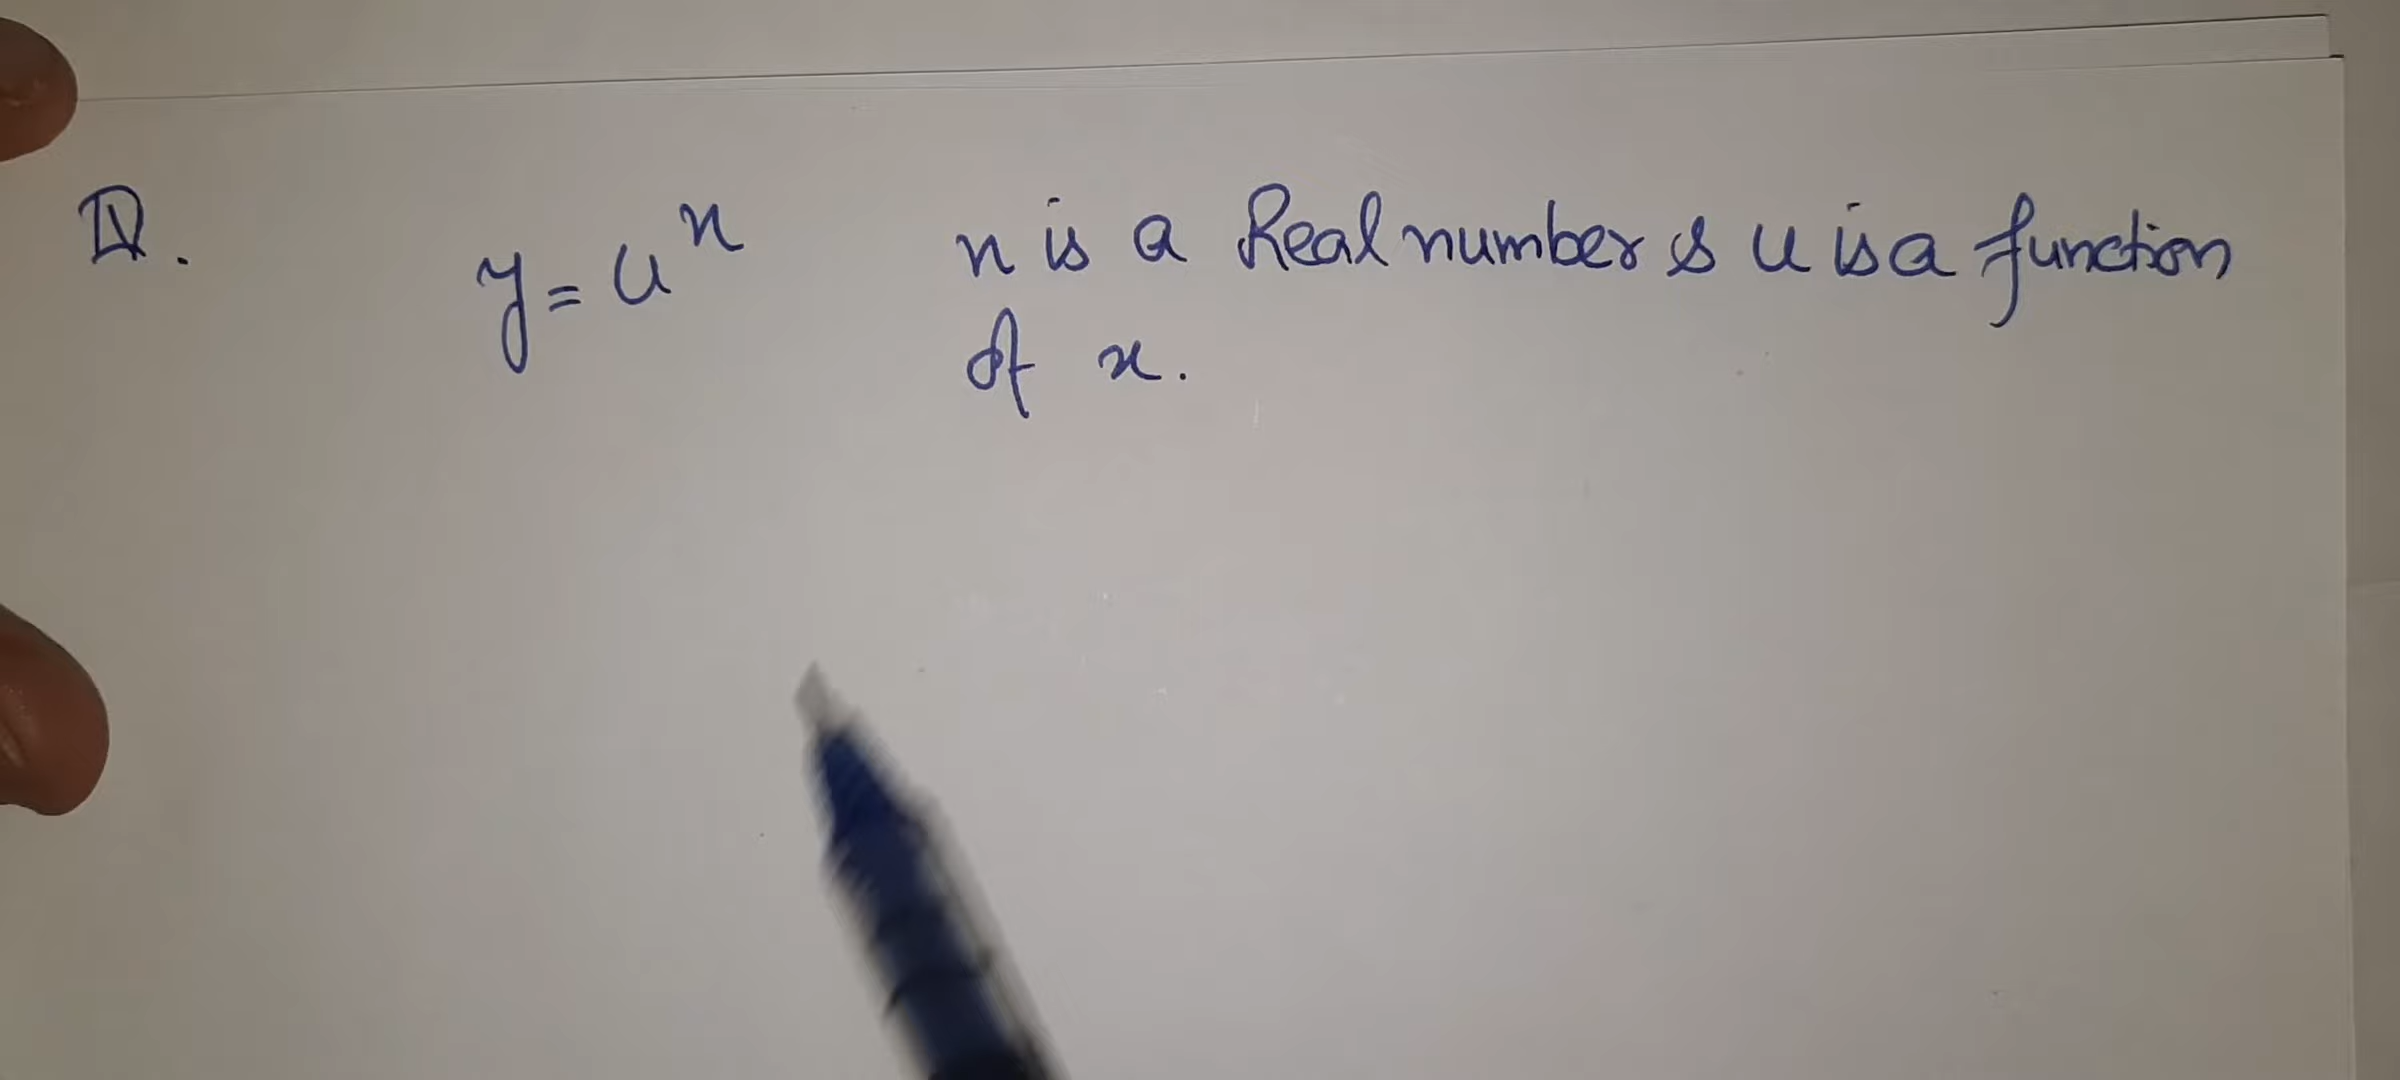 Q. y = u^n n is a Real number & u is a function
of x.